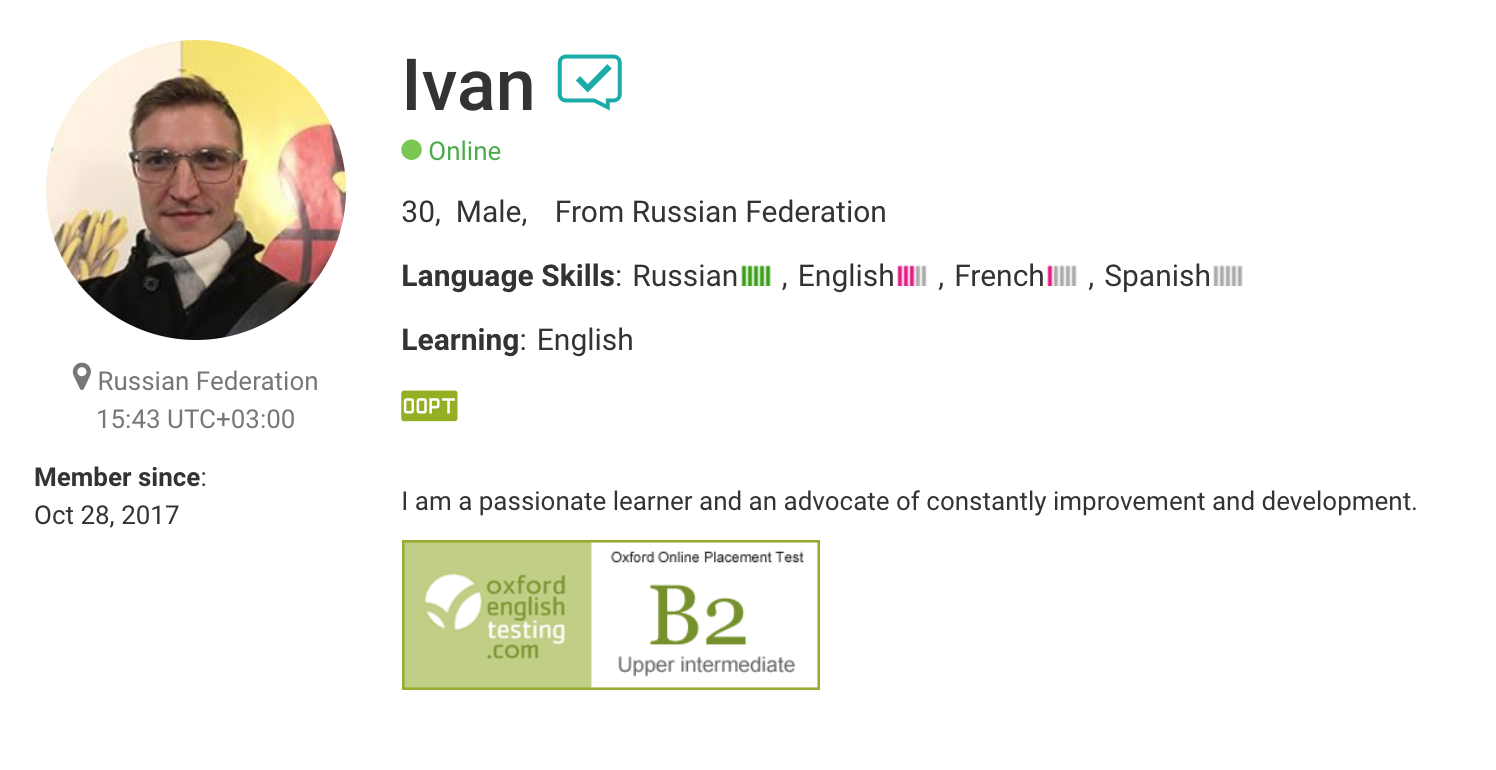 Ivan
Online
30, Male, From Russian Federation
Language Skills: Russian , English , French , Spanish
Learning: English
OOPT
Russian Federation
15:43 UTC+03:00
Member since:
Oct 28, 2017
I am a passionate learner and an advocate of constantly improvement and development.
oxford
english
testing
.com
Oxford Online Placement Test
B2
Upper intermediate